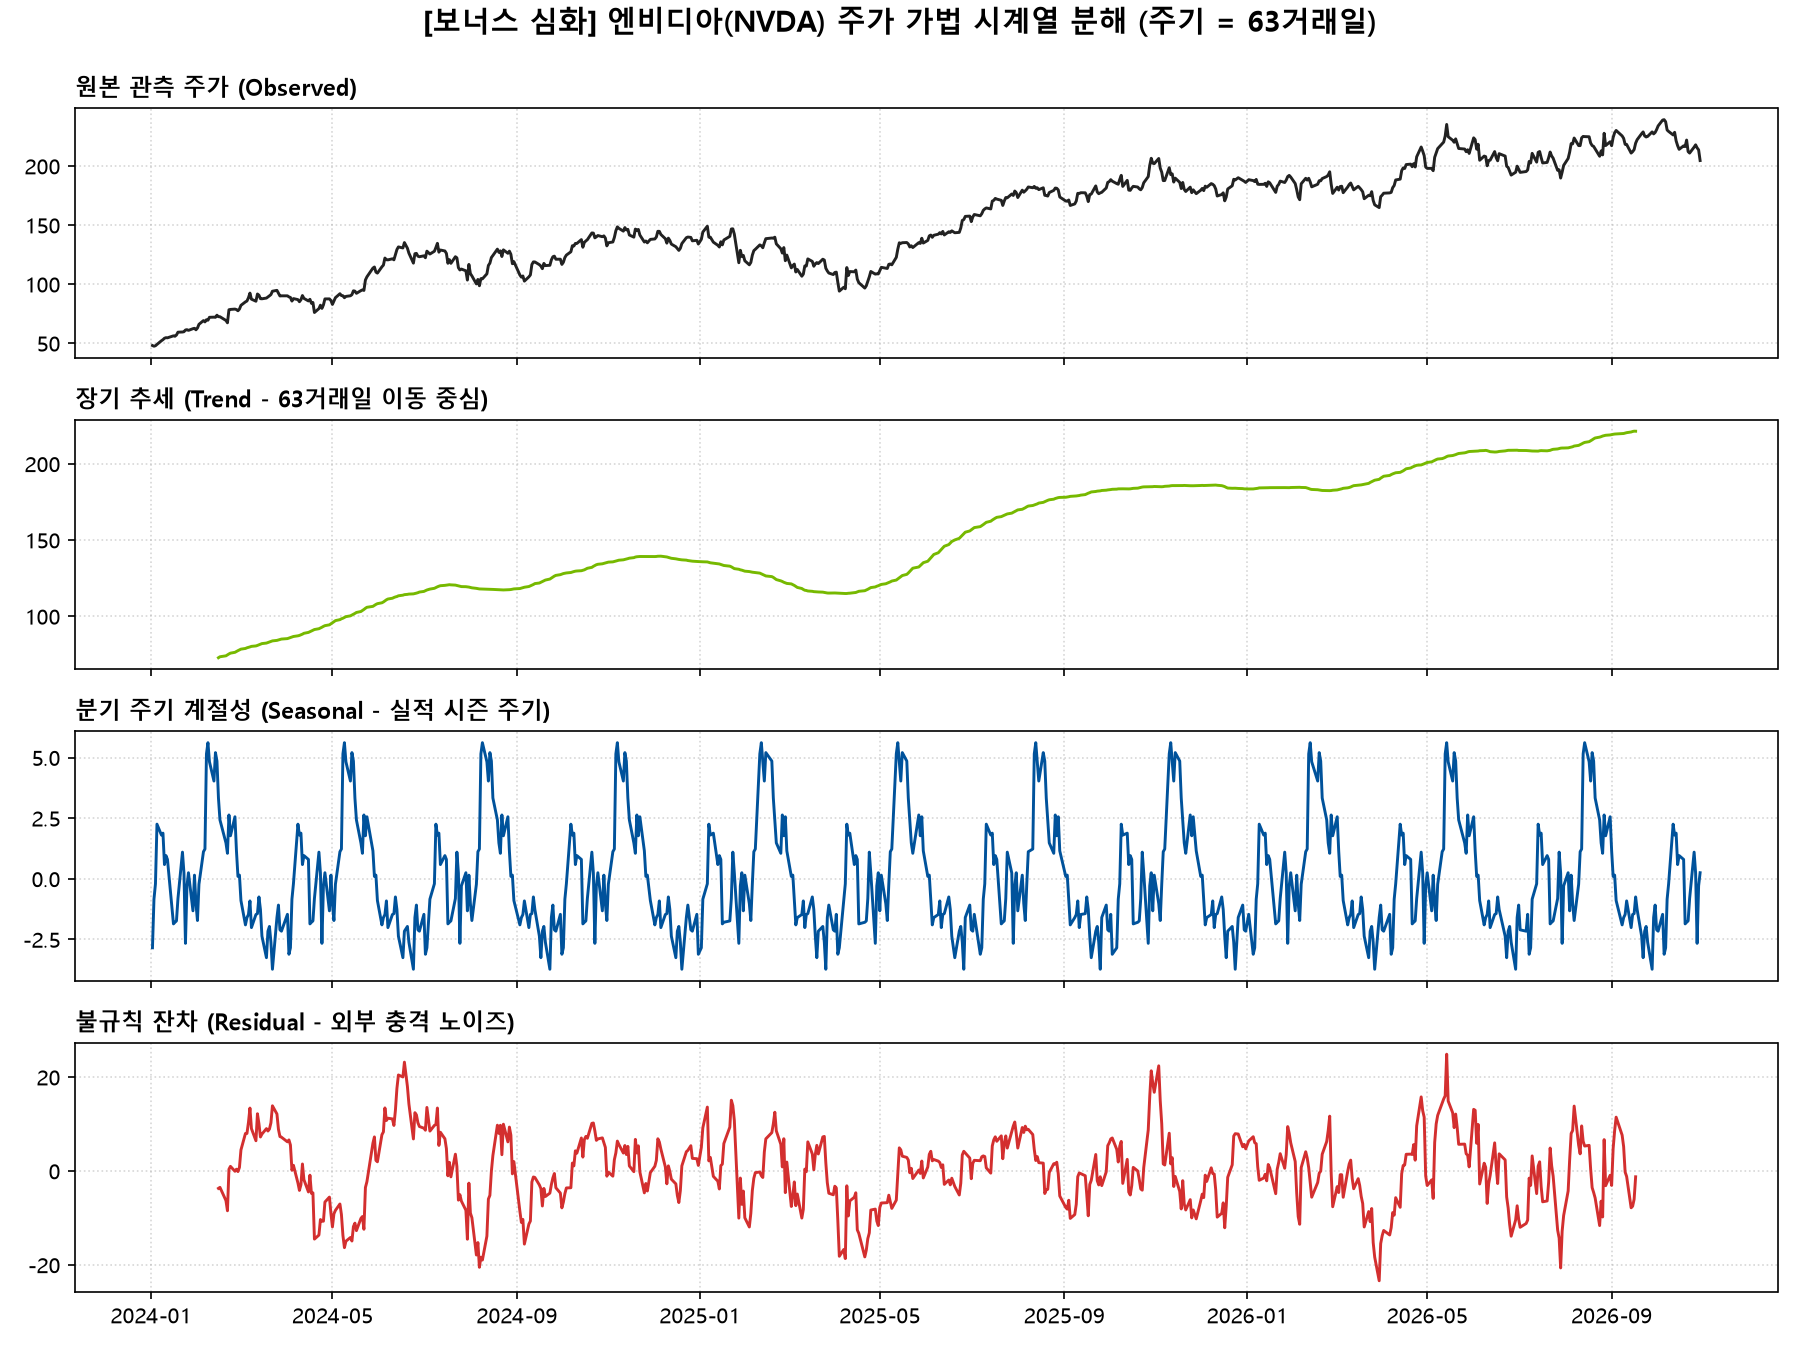 [보너스 심화] 엔비디아(NVDA) 주가 가법 시계열 분해 (주기 = 63거래일)
원본 관측 주가 (Observed)
200
150
100
50
장기 추세 (Trend - 63거래일 이동 중심)
200
150
100
분기 주기 계절성 (Seasonal - 실적 시즌 주기)
5.0
2.5
0.0
-2.5
불규칙 잔차 (Residual - 외부 충격 노이즈)
20
0
-20
2024-01 2024-05 2024-09 2025-01 2025-05 2025-09 2026-01 2026-05 2026-09